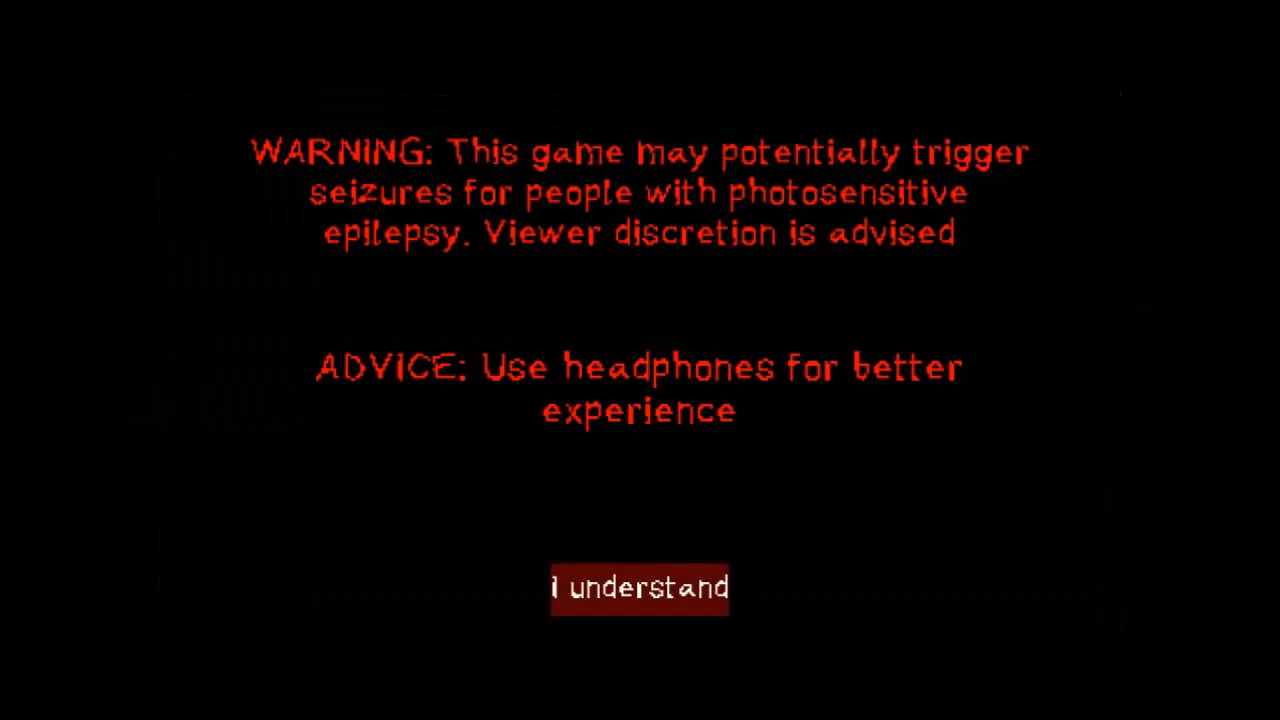 WARNING: This game may potentially trigger
seizures for people with photosensitive
epilepsy. Viewer discretion is advised
ADVICE: Use headphones for better
experience
i understand